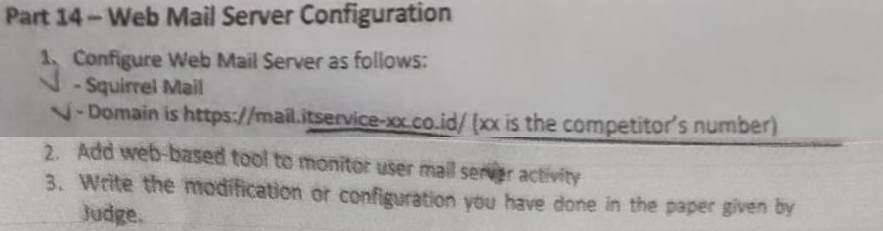 Part 14 – Web Mail Server Configuration
1. Configure Web Mail Server as follows:
- Squirrel Mail
- Domain is https://mail.itservice-xx.co.id/ (xx is the competitor's number)
2. Add web-based tool to monitor user mail server activity
3. Write the modification or configuration you have done in the paper given by
Judge.